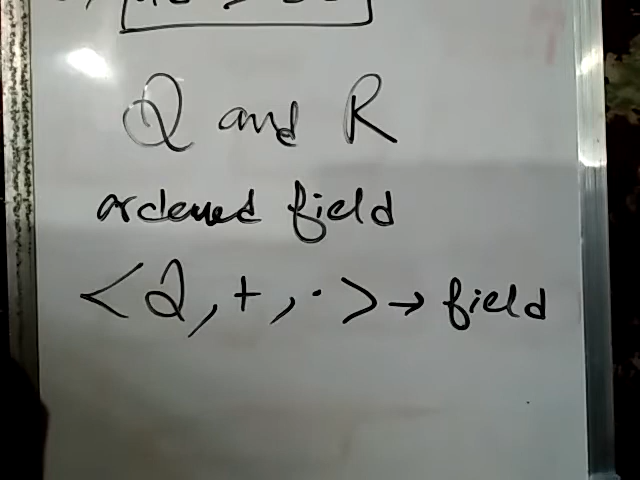 Q and R
ordered field
<Q, +, ·> → field